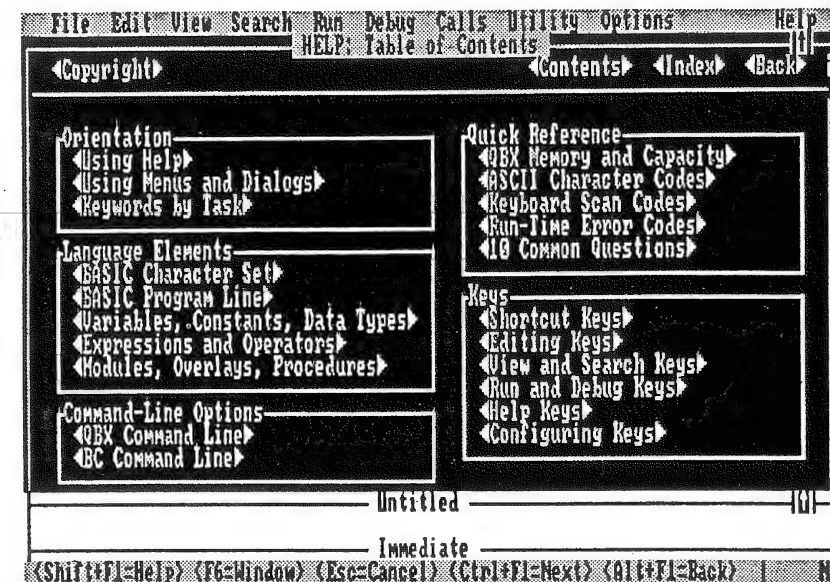 File Edit View Search Run Debug Calls Utility Options Help
HELP: Table of Contents
◄Copyright► ◄Contents► ◄Index► ◄Back►
Orientation
◄Using Help►
◄Using Menus and Dialogs►
◄Keywords by Task►
Language Elements
◄BASIC Character Set►
◄BASIC Program Line►
◄Variables, Constants, Data Types►
◄Expressions and Operators►
◄Modules, Overlays, Procedures►
Command-Line Options
◄QBX Command Line►
◄BC Command Line►
Quick Reference
◄QBX Memory and Capacity►
◄ASCII Character Codes►
◄Keyboard Scan Codes►
◄Run-Time Error Codes►
◄10 Common Questions►
Keys
◄Shortcut Keys►
◄Editing Keys►
◄View and Search Keys►
◄Run and Debug Keys►
◄Help Keys►
◄Configuring Keys►
Untitled
Immediate
<Shift+F1=Help> <F6=Window> <Esc=Cancel> <Ctrl+F1=Next> <Alt+F1=Back> | N